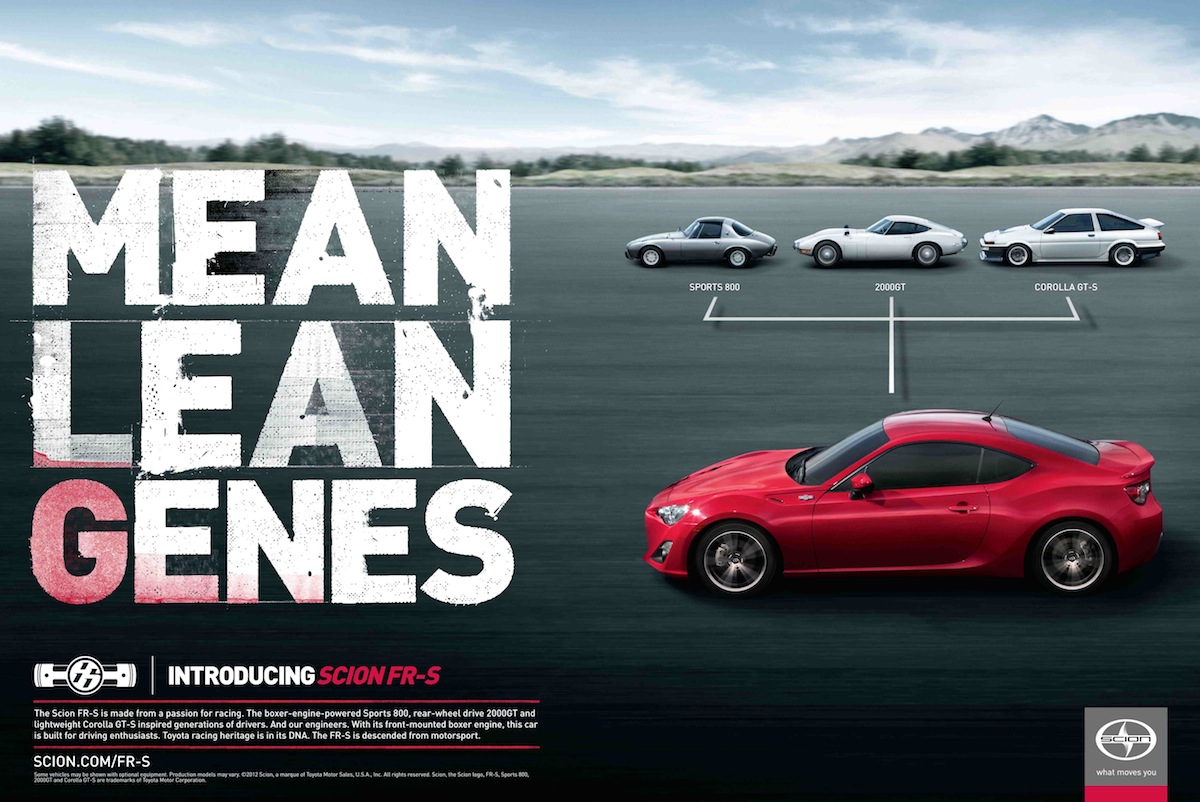 MEAN
LEAN
GENES
SPORTS 800
2000GT
COROLLA GT-S
INTRODUCING SCION FR-S
The Scion FR-S is made from a passion for racing. The boxer-engine-powered Sports 800, rear-wheel drive 2000GT and
lightweight Corolla GT-S inspired generations of drivers. And our engineers. With its front-mounted boxer engine, this car
is built for driving enthusiasts. Toyota racing heritage is in its DNA. The FR-S is descended from motorsport.
SCION.COM/FR-S
Some vehicles may be shown with optional equipment. Production models may vary. ©2012 Scion, a marque of Toyota Motor Sales, U.S.A., Inc. All rights reserved. Scion, the Scion logo, FR-S, Sports 800,
2000GT and Corolla GT-S are trademarks of Toyota Motor Corporation.
SCION
what moves you